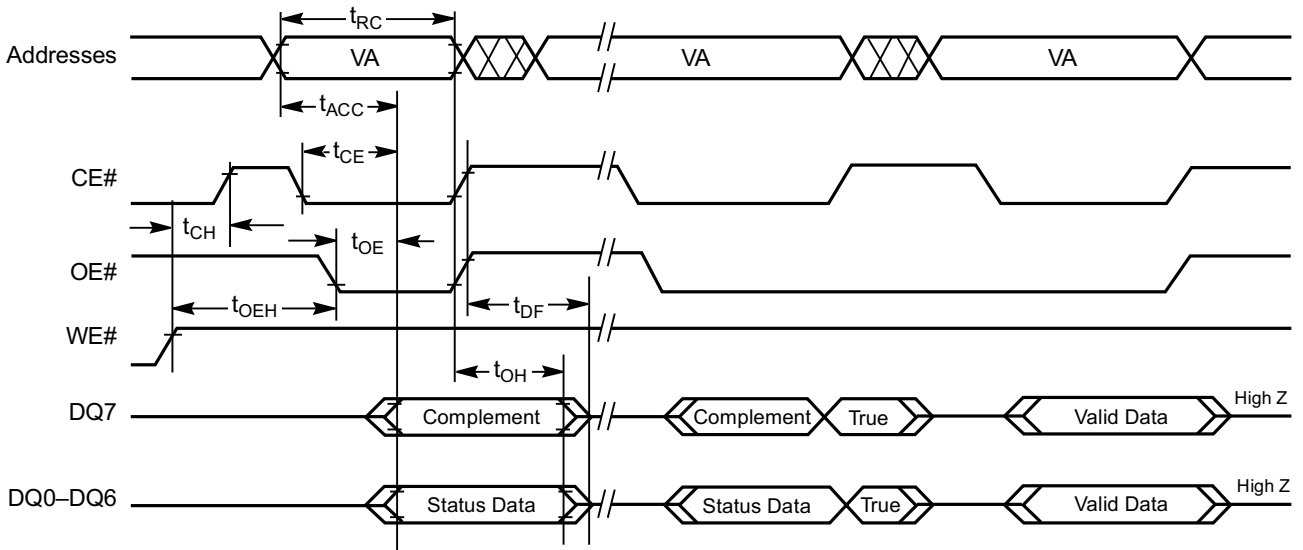 tRC
Addresses VA VA VA
tACC
tCE
CE#
tCH tOE
OE#
tOEH tDF
WE#
tOH
DQ7 Complement Complement True Valid Data High Z
DQ0–DQ6 Status Data Status Data True Valid Data High Z